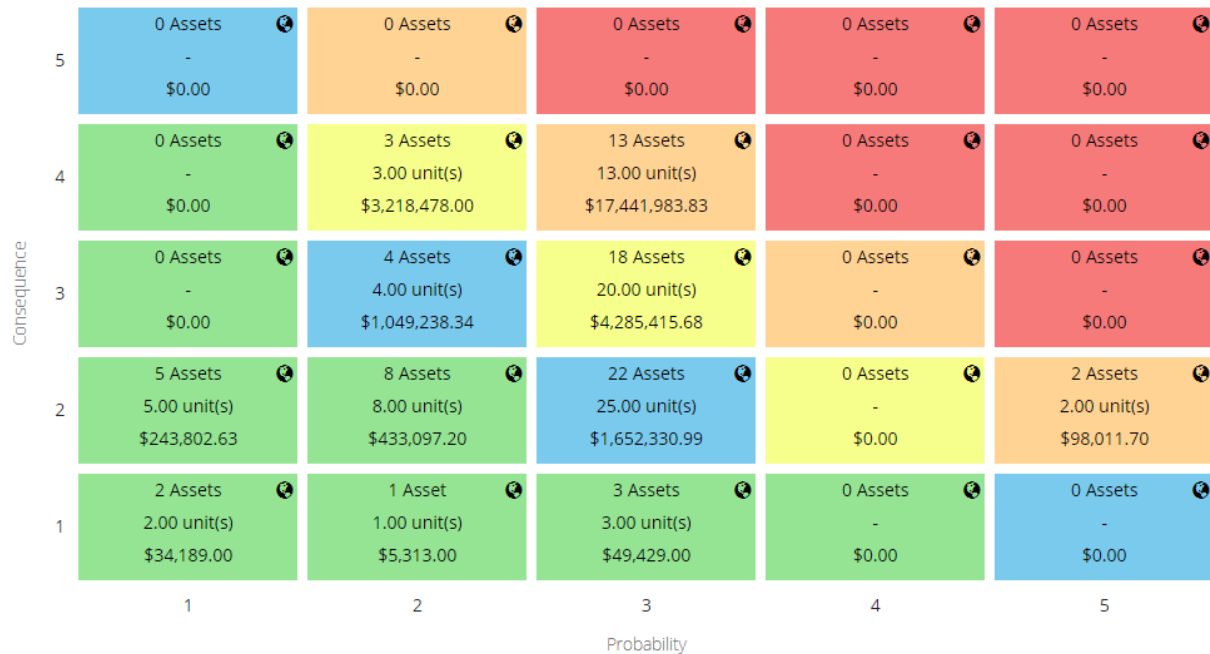 0 Assets 0 Assets 0 Assets 0 Assets 0 Assets
5 - - - - -
$0.00 $0.00 $0.00 $0.00 $0.00
0 Assets 3 Assets 13 Assets 0 Assets 0 Assets
4 - 3.00 unit(s) 13.00 unit(s) - -
$0.00 $3,218,478.00 $17,441,983.83 $0.00 $0.00
0 Assets 4 Assets 18 Assets 0 Assets 0 Assets
3 - 4.00 unit(s) 20.00 unit(s) - -
$0.00 $1,049,238.34 $4,285,415.68 $0.00 $0.00
5 Assets 8 Assets 22 Assets 0 Assets 2 Assets
2 5.00 unit(s) 8.00 unit(s) 25.00 unit(s) - 2.00 unit(s)
$243,802.63 $433,097.20 $1,652,330.99 $0.00 $98,011.70
2 Assets 1 Asset 3 Assets 0 Assets 0 Assets
1 2.00 unit(s) 1.00 unit(s) 3.00 unit(s) - -
$34,189.00 $5,313.00 $49,429.00 $0.00 $0.00
1 2 3 4 5
Probability
Consequence